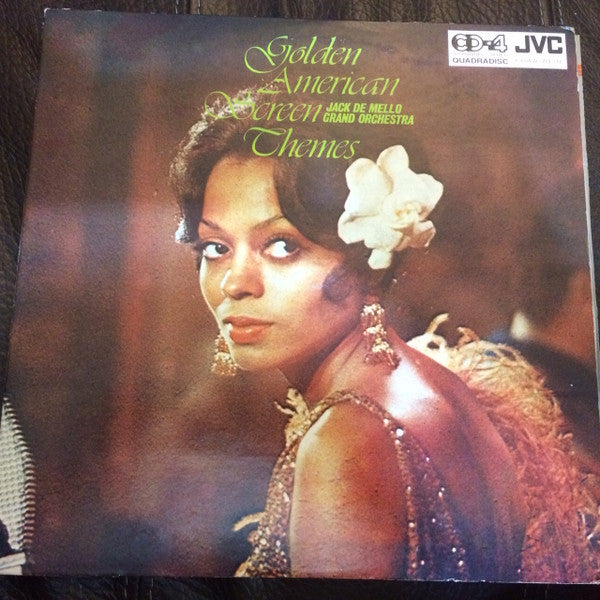 Golden
American
Screen
Themes
JACK DE MELLO
GRAND ORCHESTRA
CD-4
QUADRADISC
JVC